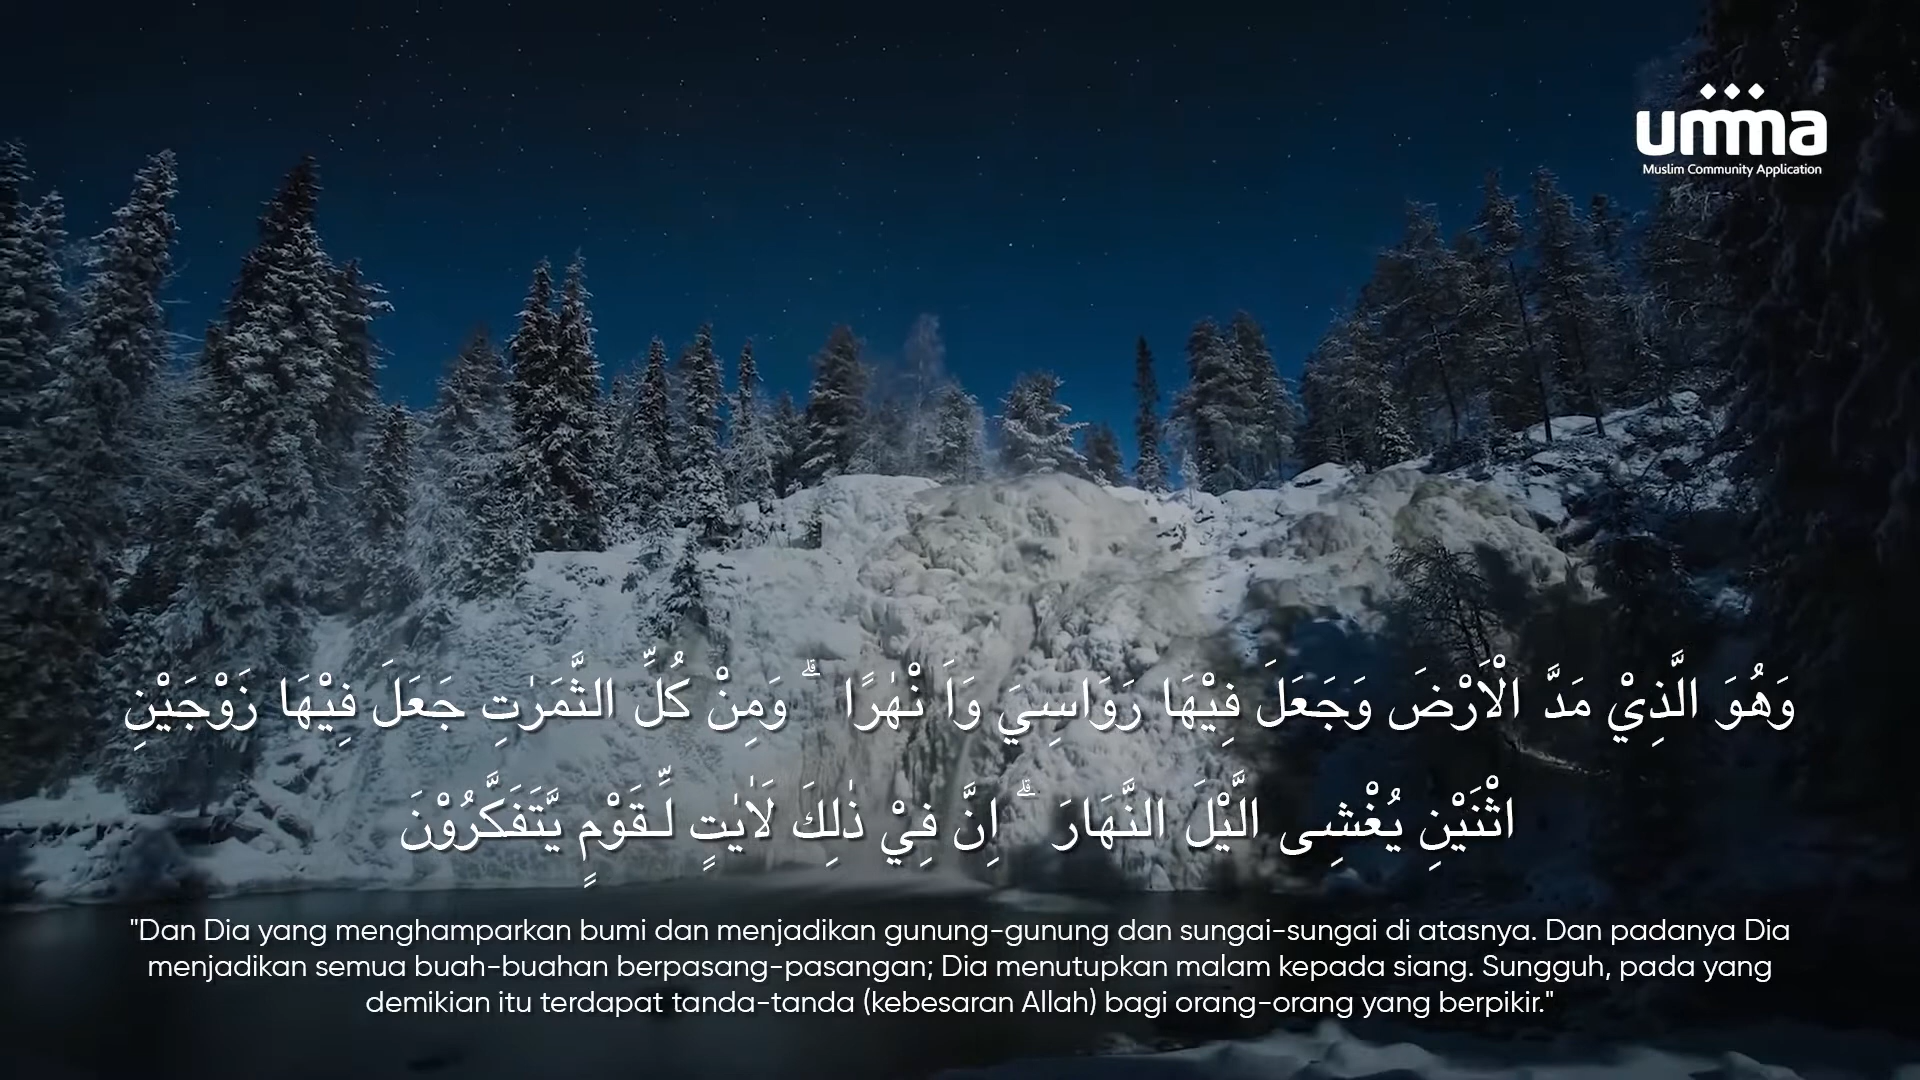 umma
Muslim Community Application
وَهُوَ الَّذِيْ مَدَّ الْاَرْضَ وَجَعَلَ فِيْهَا رَوَاسِيَ وَاَ نْهٰرًا ۗ وَمِنْ كُلِّ الثَّمَرٰتِ جَعَلَ فِيْهَا زَوْجَيْنِ
اثْنَيْنِ يُغْشِى الَّيْلَ النَّهَارَ ۗ اِنَّ فِيْ ذٰلِكَ لَاٰيٰتٍ لِّـقَوْمٍ يَّتَفَكَّرُوْنَ
"Dan Dia yang menghamparkan bumi dan menjadikan gunung-gunung dan sungai-sungai di atasnya. Dan padanya Dia
menjadikan semua buah-buahan berpasang-pasangan; Dia menutupkan malam kepada siang. Sungguh, pada yang
demikian itu terdapat tanda-tanda (kebesaran Allah) bagi orang-orang yang berpikir."